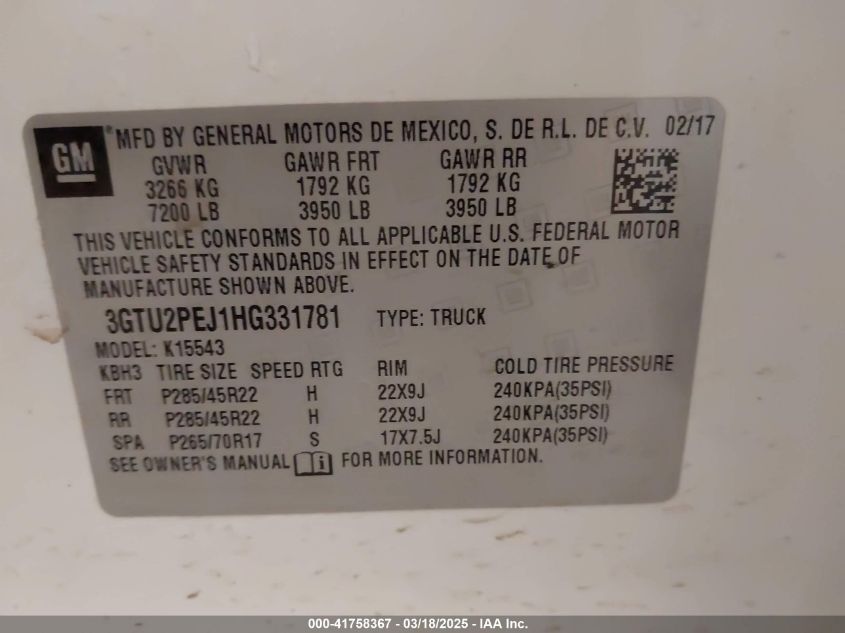 GM ® MFD BY GENERAL MOTORS DE MEXICO, S. DE R.L. DE C.V. 02/17
GVWR GAWR FRT GAWR RR
3266 KG 1792 KG 1792 KG
7200 LB 3950 LB 3950 LB
THIS VEHICLE CONFORMS TO ALL APPLICABLE U.S. FEDERAL MOTOR
VEHICLE SAFETY STANDARDS IN EFFECT ON THE DATE OF
MANUFACTURE SHOWN ABOVE.
3GTU2PEJ1HG331781 TYPE: TRUCK
MODEL: K15543
KBH3 TIRE SIZE SPEED RTG RIM COLD TIRE PRESSURE
FRT P285/45R22 H 22X9J 240KPA(35PSI)
RR P285/45R22 H 22X9J 240KPA(35PSI)
SPA P265/70R17 S 17X7.5J 240KPA(35PSI)
SEE OWNER'S MANUAL i FOR MORE INFORMATION.
000-41758367 - 03/18/2025 - IAA Inc.